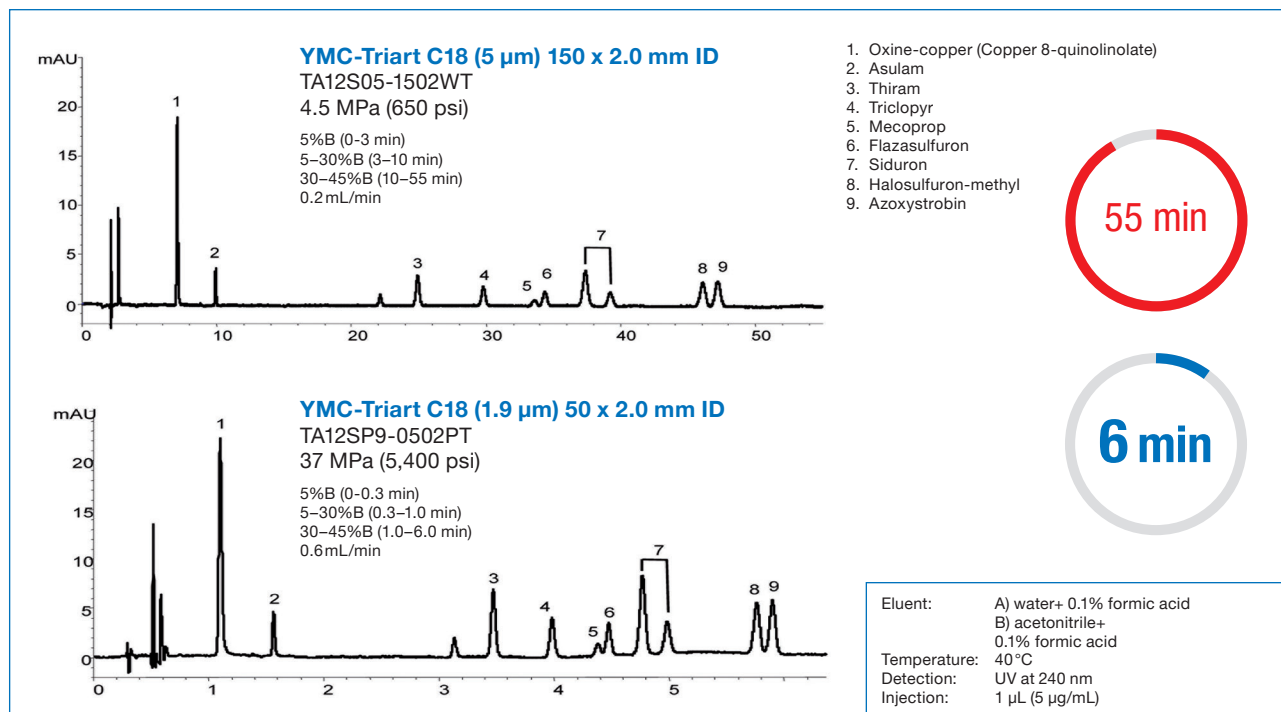 YMC-Triart C18 (5 µm) 150 x 2.0 mm ID
TA12S05-1502WT
4.5 MPa (650 psi)
5%B (0-3 min)
5–30%B (3–10 min)
30–45%B (10–55 min)
0.2 mL/min
mAU
20
15
10
5
0
1
2
3
4
5
6
7
8
9
0
10
20
30
40
50
1. Oxine-copper (Copper 8-quinolinolate)
2. Asulam
3. Thiram
4. Triclopyr
5. Mecoprop
6. Flazasulfuron
7. Siduron
8. Halosulfuron-methyl
9. Azoxystrobin
55 min
YMC-Triart C18 (1.9 µm) 50 x 2.0 mm ID
TA12SP9-0502PT
37 MPa (5,400 psi)
5%B (0-0.3 min)
5–30%B (0.3–1.0 min)
30–45%B (1.0–6.0 min)
0.6 mL/min
mAU
20
15
10
5
0
1
2
3
4
5
6
7
8
9
0
1
2
3
4
5
6 min
Eluent: A) water+ 0.1% formic acid
B) acetonitrile+
0.1% formic acid
Temperature: 40 °C
Detection: UV at 240 nm
Injection: 1 µL (5 µg/mL)